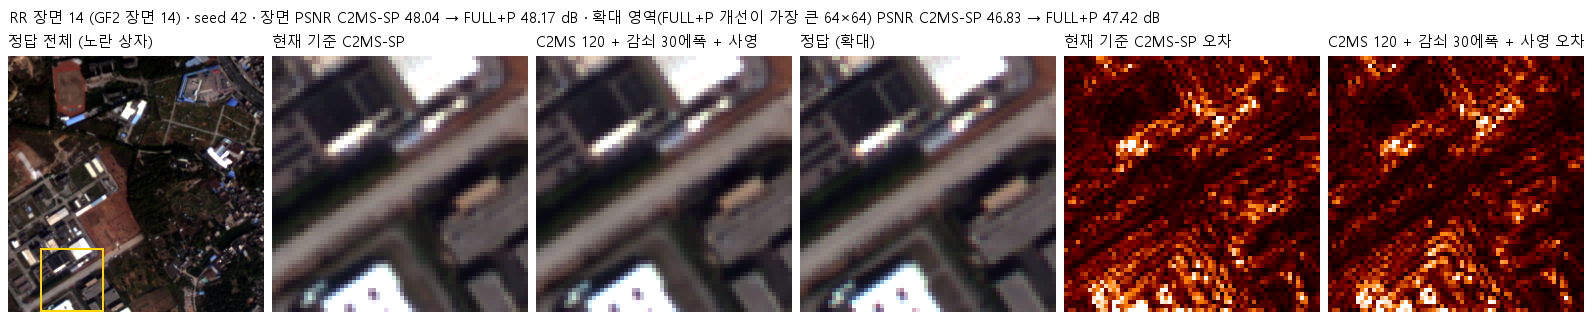 RR 장면 14 (GF2 장면 14) · seed 42 · 장면 PSNR C2MS-SP 48.04 → FULL+P 48.17 dB · 확대 영역(FULL+P 개선이 가장 큰 64×64) PSNR C2MS-SP 46.83 → FULL+P 47.42 dB
정답 전체 (노란 상자)
현재 기준 C2MS-SP
C2MS 120 + 감쇠 30에폭 + 사영
정답 (확대)
현재 기준 C2MS-SP 오차
C2MS 120 + 감쇠 30에폭 + 사영 오차